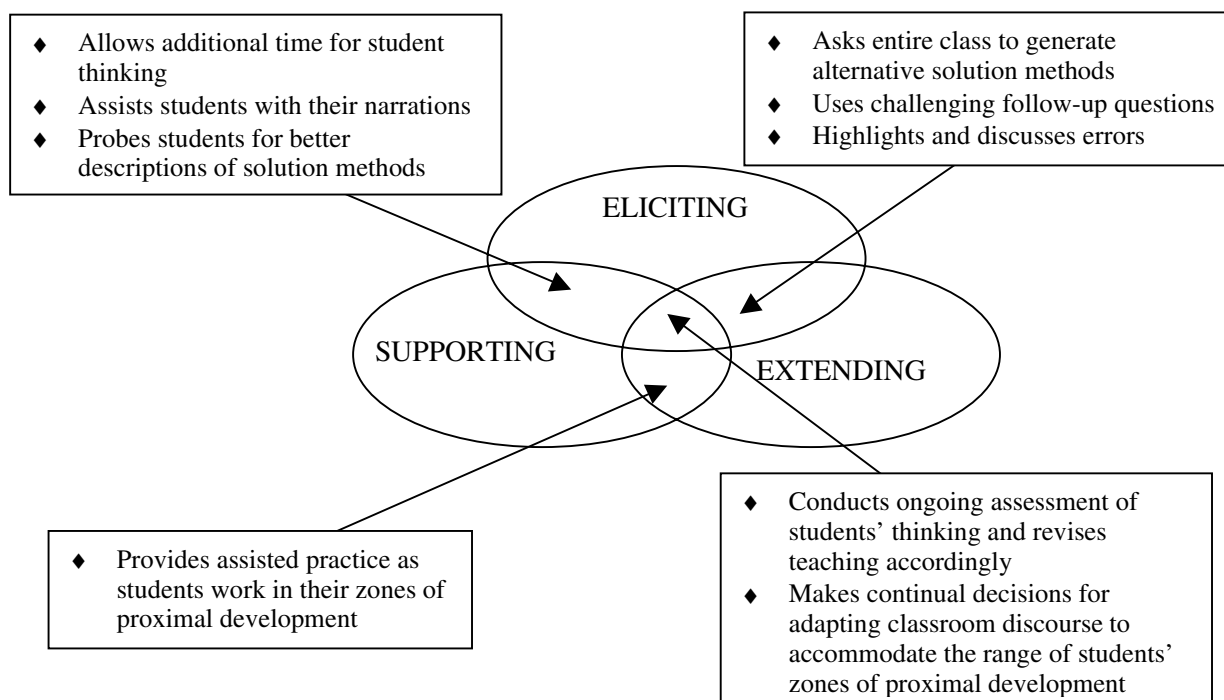 ♦ Allows additional time for student
thinking
♦ Assists students with their narrations
♦ Probes students for better
descriptions of solution methods
♦ Asks entire class to generate
alternative solution methods
♦ Uses challenging follow-up questions
♦ Highlights and discusses errors
ELICITING
SUPPORTING
EXTENDING
♦ Provides assisted practice as
students work in their zones of
proximal development
♦ Conducts ongoing assessment of
students’ thinking and revises
teaching accordingly
♦ Makes continual decisions for
adapting classroom discourse to
accommodate the range of students’
zones of proximal development